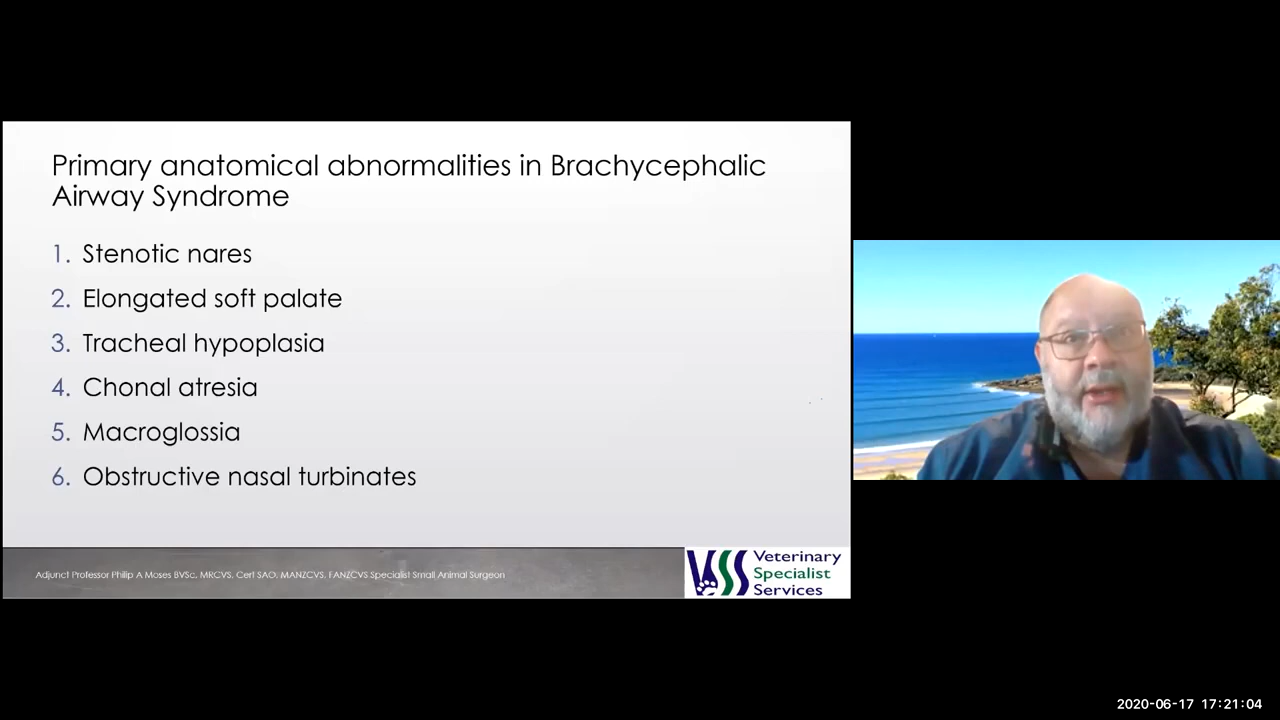 Primary anatomical abnormalities in Brachycephalic
Airway Syndrome
1. Stenotic nares
2. Elongated soft palate
3. Tracheal hypoplasia
4. Chonal atresia
5. Macroglossia
6. Obstructive nasal turbinates
Adjunct Professor Philip A Moses BVSc, MRCVS, Cert SAO, MANZCVS, FANZCVS Specialist Small Animal Surgeon
VSS Veterinary
Specialist
Services
2020-06-17 17:21:04